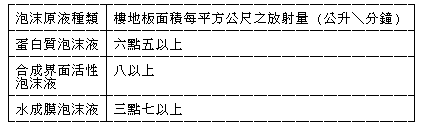 泡沫原液種類 樓地板面積每平方公尺之放射量（公升╲分鐘）
蛋白質泡沫液 六點五以上
合成界面活性泡沫液 八以上
水成膜泡沫液 三點七以上